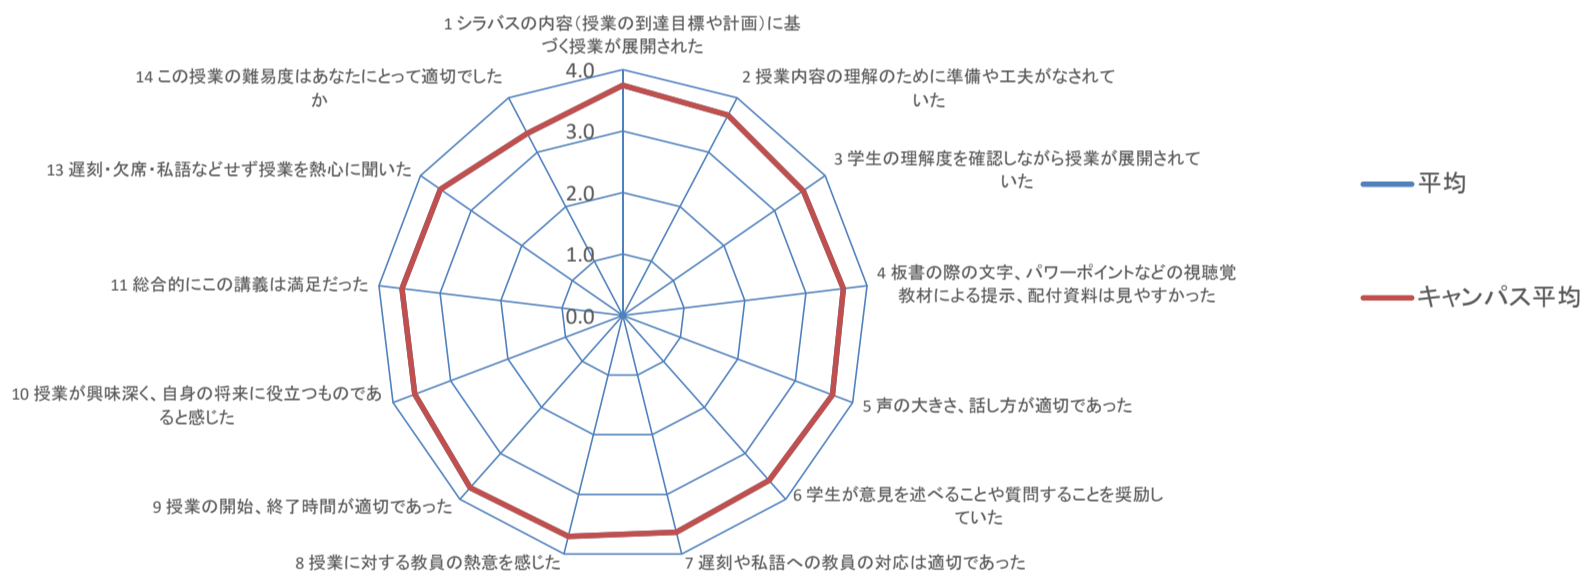 1 シラバスの内容（授業の到達目標や計画）に基
づく授業が展開された
2 授業内容の理解のために準備や工夫がなされて
いた
3 学生の理解度を確認しながら授業が展開されて
いた
4 板書の際の文字、パワーポイントなどの視聴覚
教材による提示、配付資料は見やすかった
5 声の大きさ、話し方が適切であった
6 学生が意見を述べることや質問することを奨励し
ていた
7 遅刻や私語への教員の対応は適切であった
8 授業に対する教員の熱意を感じた
9 授業の開始、終了時間が適切であった
10 授業が興味深く、自身の将来に役立つものであ
ると感じた
11 総合的にこの講義は満足だった
13 遅刻・欠席・私語などせず授業を熱心に聞いた
14 この授業の難易度はあなたにとって適切でした
か
4.0
3.0
2.0
1.0
0.0
平均
キャンパス平均